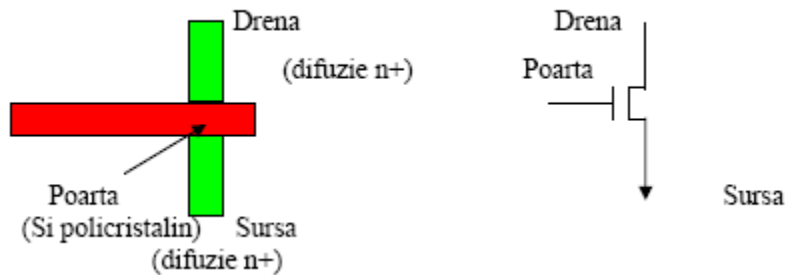 Drena
(difuzie n+)
Poarta
(Si policristalin)
Sursa
(difuzie n+)
Drena
Poarta
Sursa